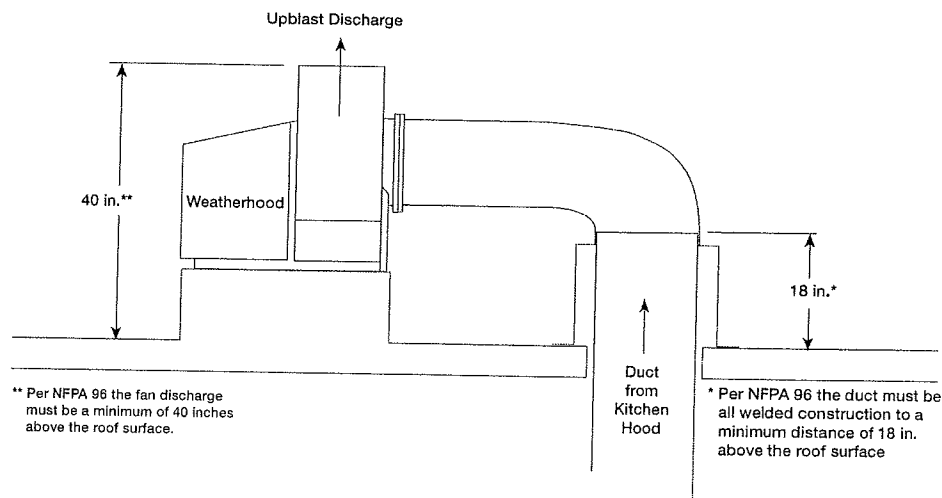 Upblast Discharge
40 in.**
Weatherhood
18 in.*
Duct
from
Kitchen
Hood
** Per NFPA 96 the fan discharge
must be a minimum of 40 inches
above the roof surface.
* Per NFPA 96 the duct must be
all welded construction to a
minimum distance of 18 in.
above the roof surface